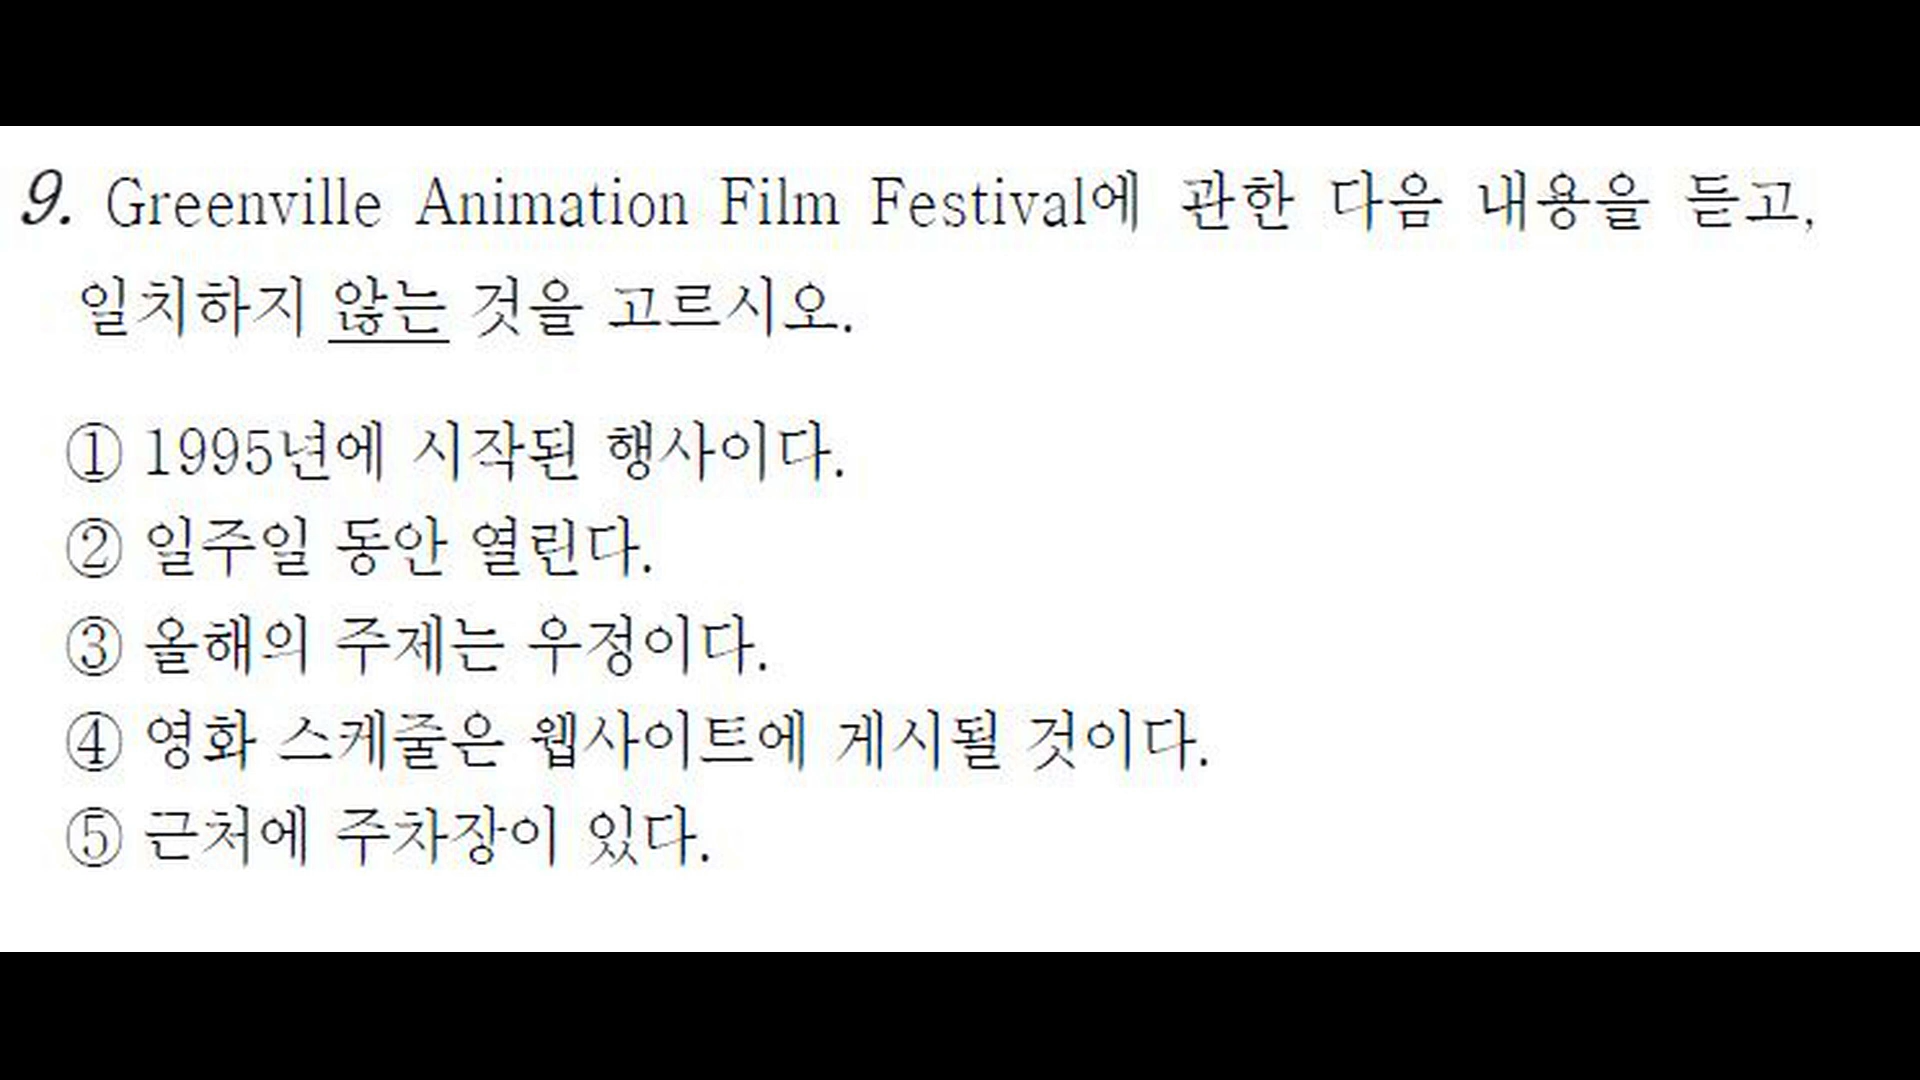 9. Greenville Animation Film Festival에 관한 다음 내용을 듣고,
일치하지 않는 것을 고르시오.
① 1995년에 시작된 행사이다.
② 일주일 동안 열린다.
③ 올해의 주제는 우정이다.
④ 영화 스케줄은 웹사이트에 게시될 것이다.
⑤ 근처에 주차장이 있다.